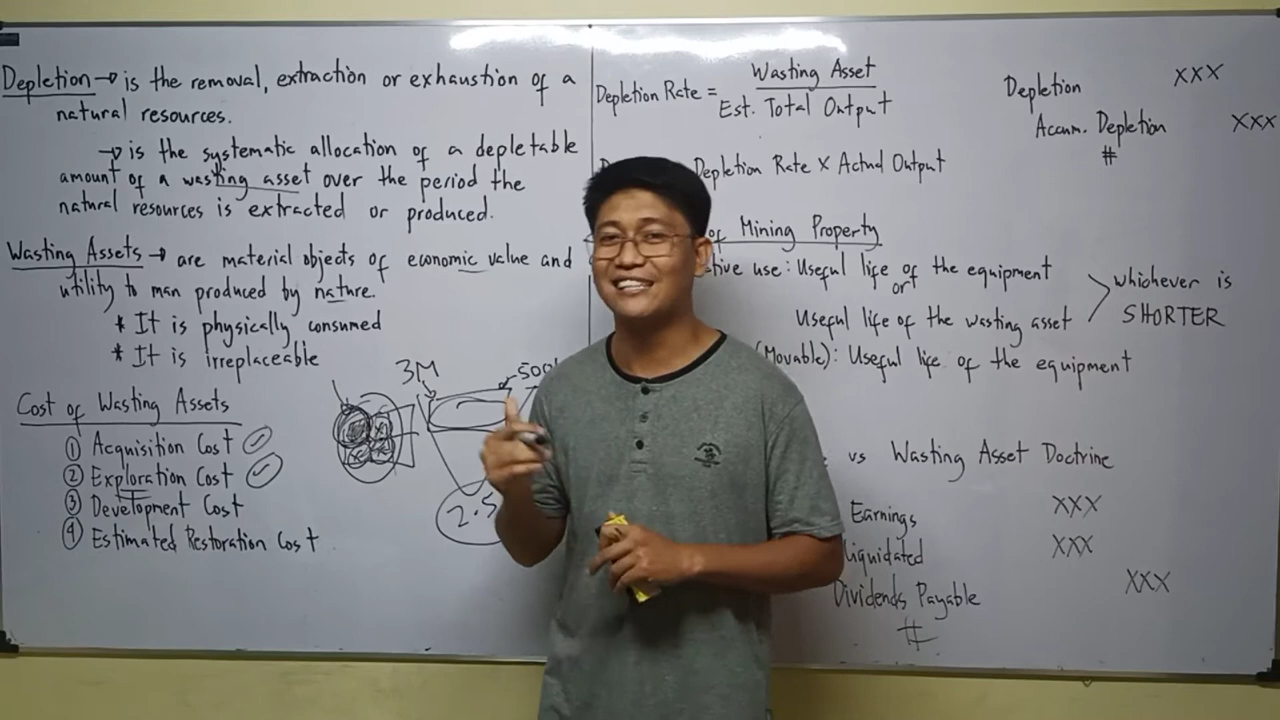 Depletion → is the removal, extraction or exhaustion of a
natural resources.
→ is the systematic allocation of a depletable
amount of a wasting asset over the period the
natural resources is extracted or produced.
Wasting Assets → are material objects of economic value and
utility to man produced by nature.
* It is physically consumed
* It is irreplaceable
Cost of Wasting Assets
① Acquisition Cost
② Exploration Cost
③ Development Cost
④ Estimated Restoration Cost
3M
2.5
Depletion Rate = Wasting Asset
Est. Total Output
Depletion Rate X Actual Output
Depletion XXX
Accum. Depletion XXX
#
of Mining Property
use: Useful life of the equipment
or
Useful life of the wasting asset
whichever is
SHORTER
(Movable): Useful life of the equipment
vs Wasting Asset Doctrine
Earnings XXX
liquidated XXX
Dividends Payable XXX
#